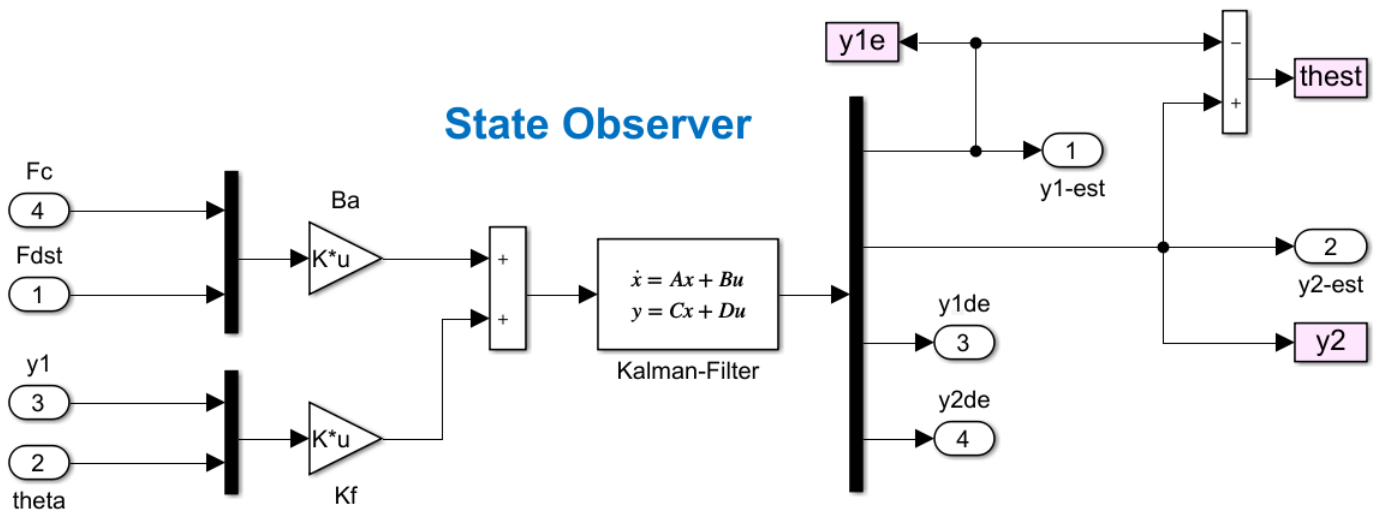 State Observer
Fc
4
Fdst
1
y1
3
2
theta
Ba
K*u
K*u
Kf
+
+
ẋ = Ax + Bu
y = Cx + Du
Kalman-Filter
y1e
1
y1-est
−
+
thest
2
y2-est
y2
y1de
3
y2de
4